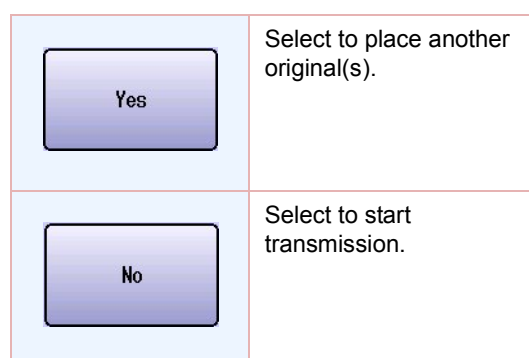 Yes
Select to place another
original(s).
No
Select to start
transmission.